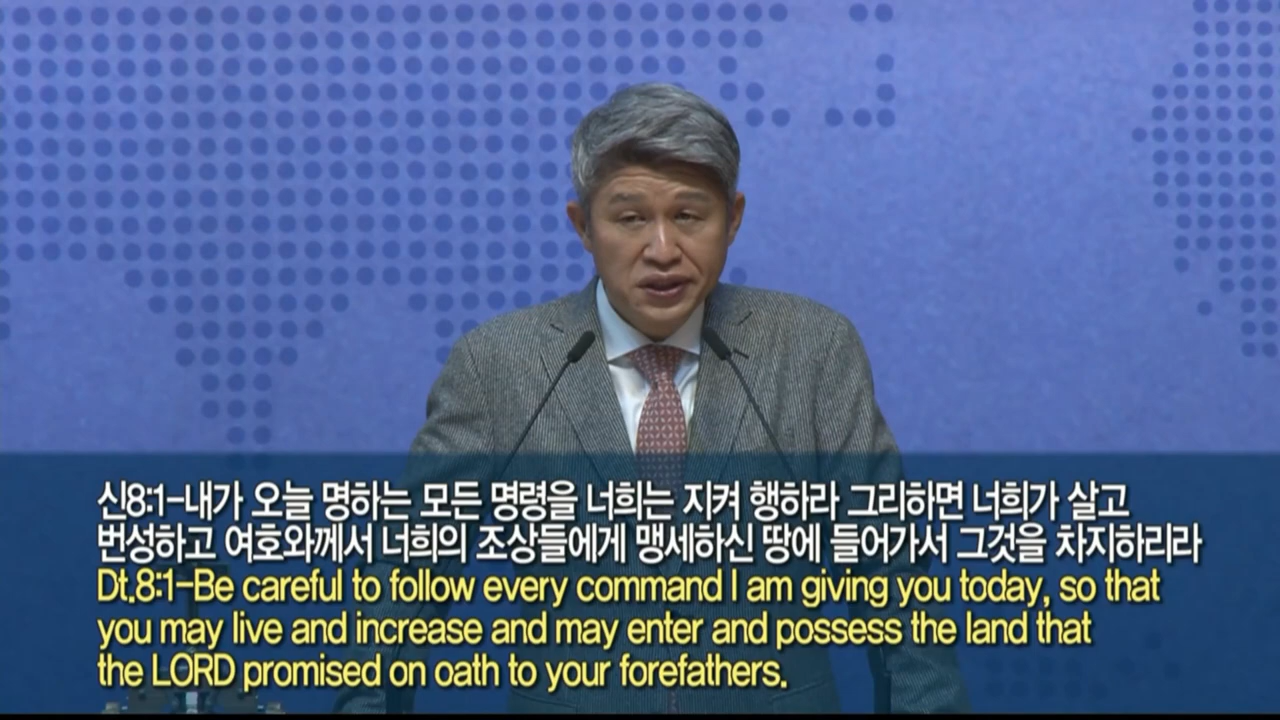 신8:1-내가 오늘 명하는 모든 명령을 너희는 지켜 행하라 그리하면 너희가 살고
번성하고 여호와께서 너희의 조상들에게 맹세하신 땅에 들어가서 그것을 차지하리라
Dt.8:1-Be careful to follow every command I am giving you today, so that
you may live and increase and may enter and possess the land that
the LORD promised on oath to your forefathers.